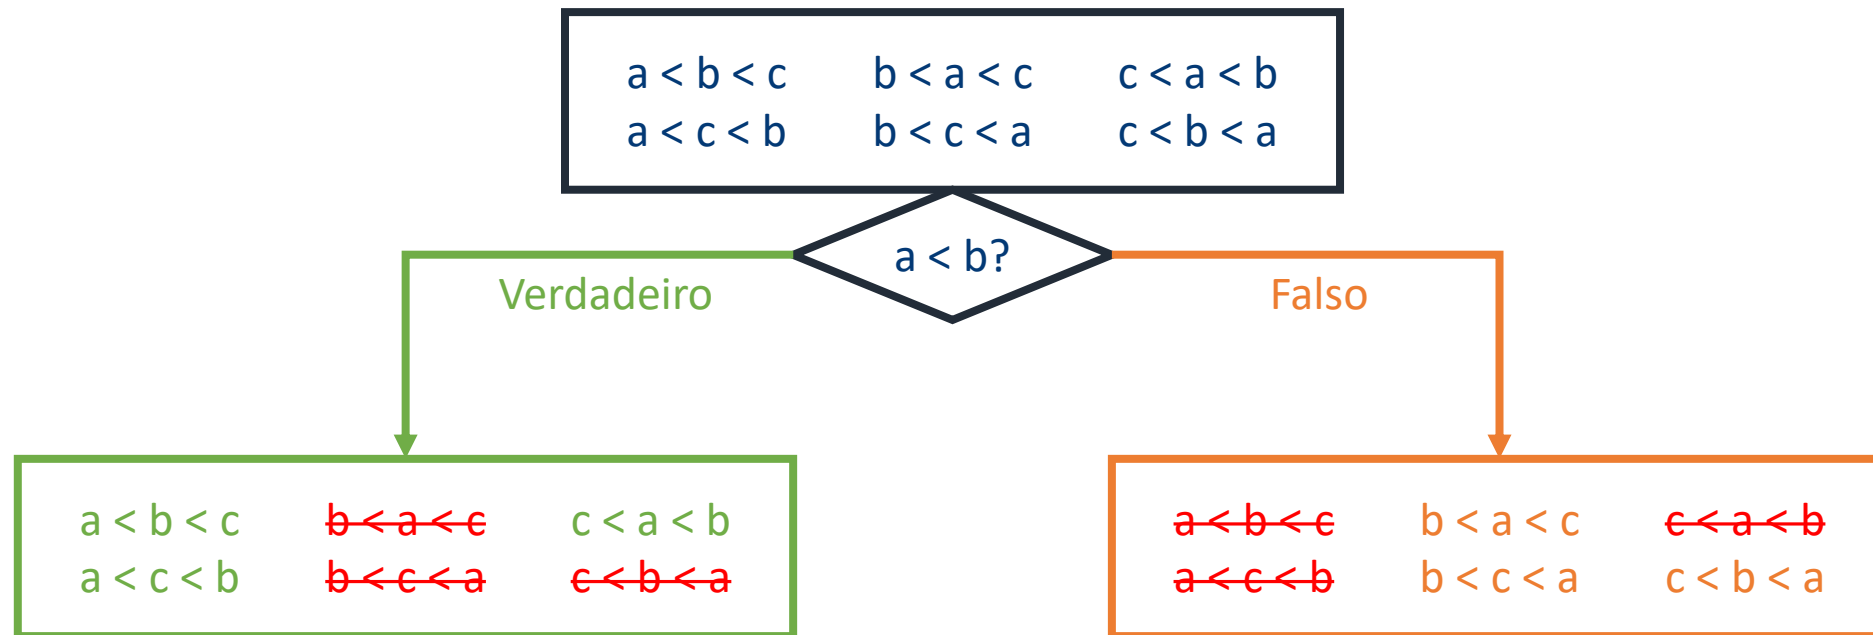 a < b < c b < a < c c < a < b
a < c < b b < c < a c < b < a
a < b?
Verdadeiro
Falso
a < b < c b < a < c c < a < b
a < c < b b < c < a c < b < a
a < b < c b < a < c c < a < b
a < c < b b < c < a c < b < a